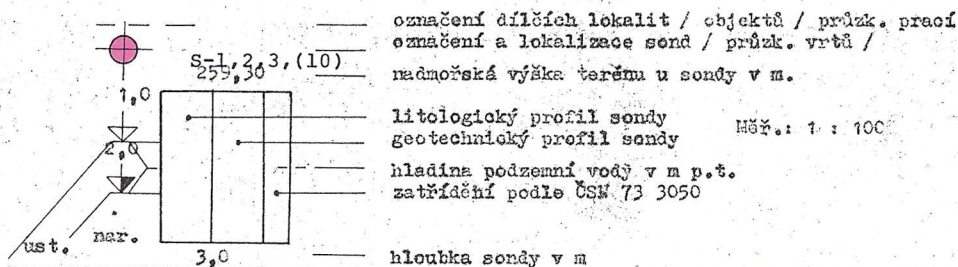 označení dílčích lokalit / objektů / průzk. prací
označení a lokalizace sond / průzk. vrtů /
S-1,2,3,(10)
259,30
nadmořská výška terénu u sondy v m.
1,0
litologický profil sondy
geotechnický profil sondy
Měř.: 1 : 100
2,0
hladina podzemní vody v m p.t.
zatřídění podle ČSN 73 3050
ust.
nar.
3,0
hloubka sondy v m